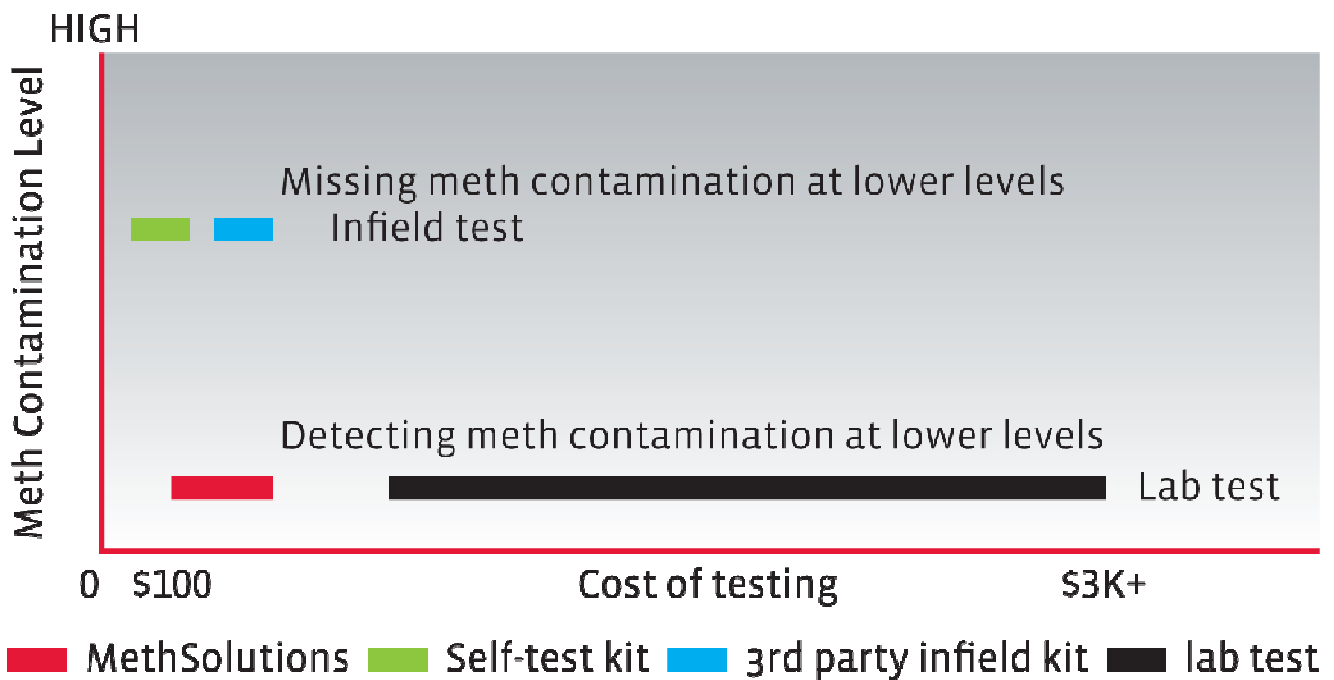 HIGH
Meth Contamination Level
Missing meth contamination at lower levels
Infield test
Detecting meth contamination at lower levels
Lab test
0 $100 Cost of testing $3K+
MethSolutions Self-test kit 3rd party infield kit lab test